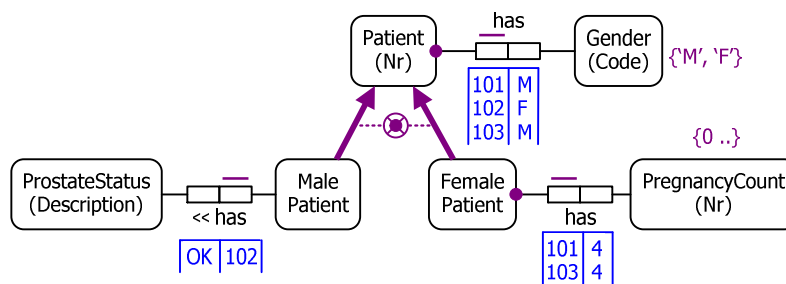 has
Patient
(Nr)
Gender
(Code)
{'M', 'F'}
101 M
102 F
103 M
{0 ..}
ProstateStatus
(Description)
<< has
Male
Patient
Female
Patient
has
PregnancyCount
(Nr)
OK 102
101 4
103 4